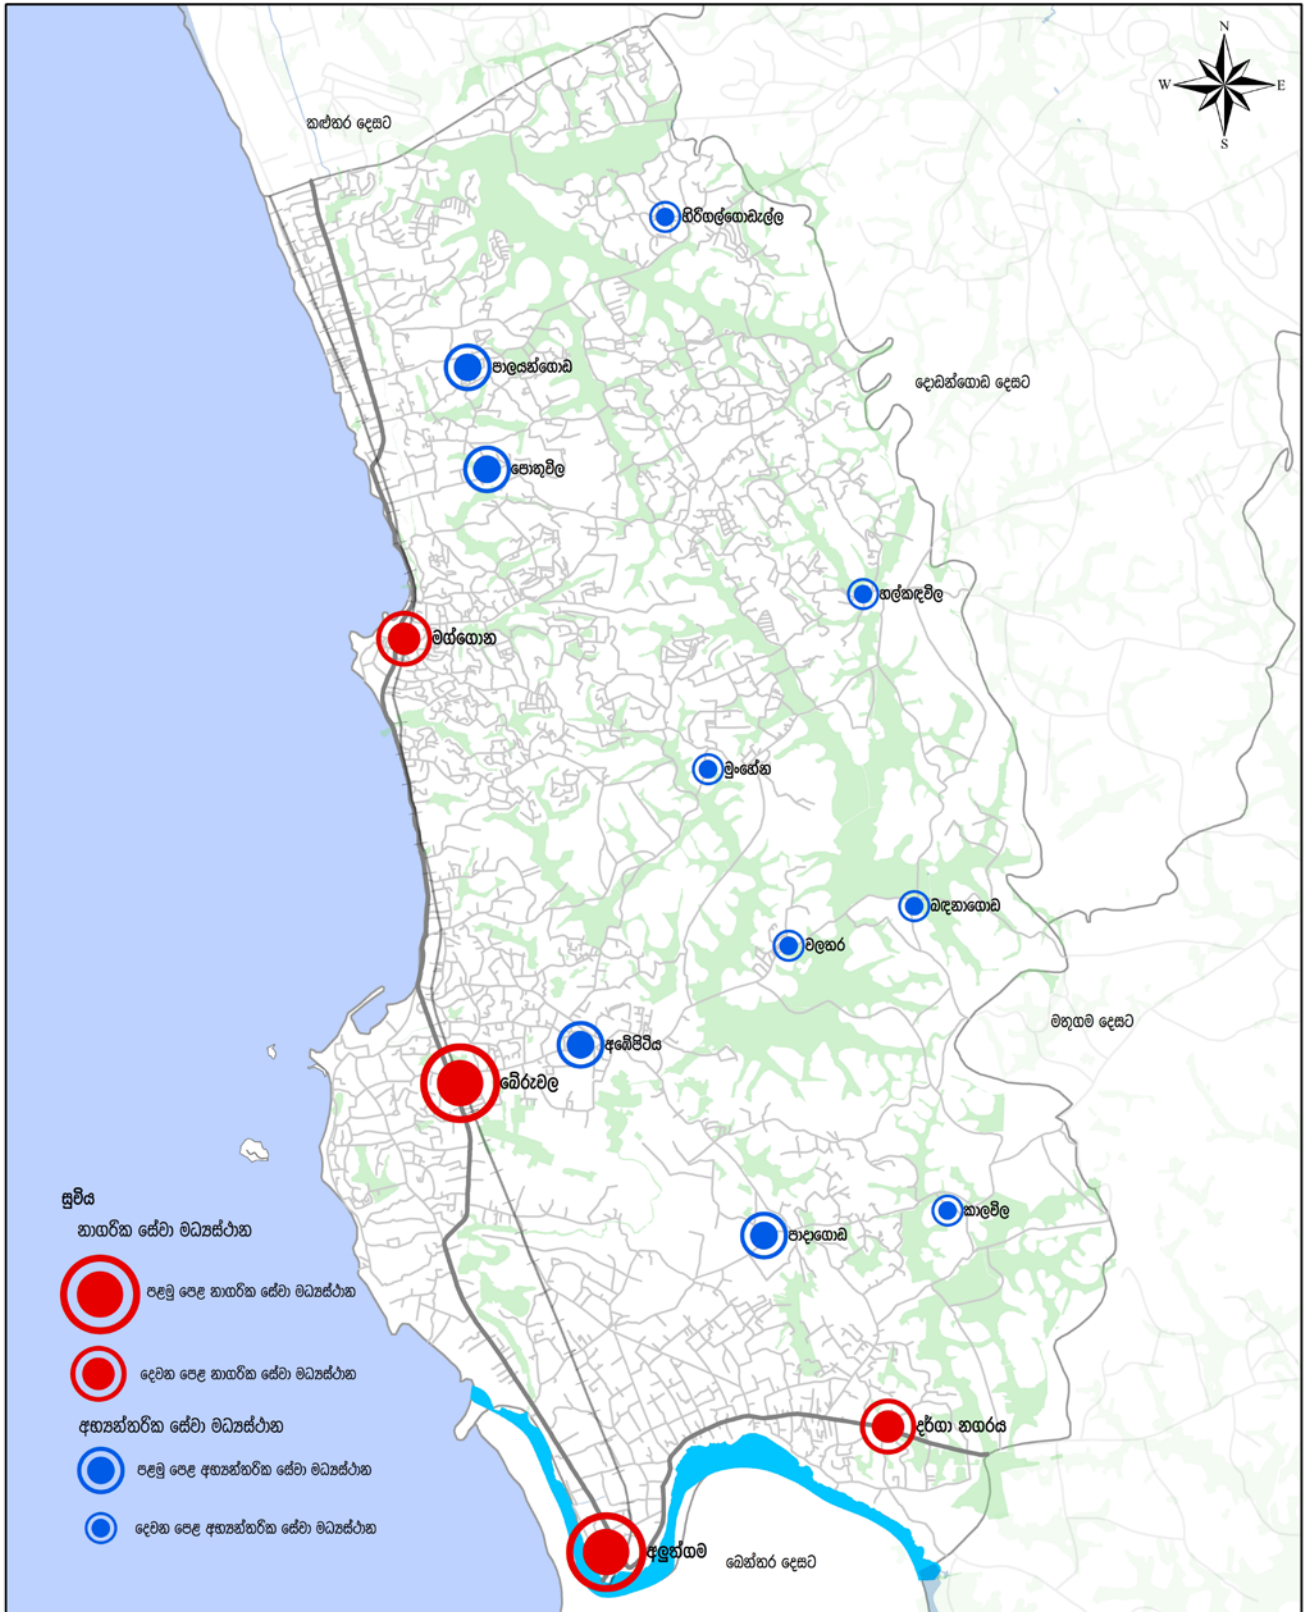 N
W E
S
කළුතර දෙසට
හිරිගල්ගොඩැල්ල
පාලයන්ගොඩ
දොඩන්ගොඩ දෙසට
පොතුවිල
හල්කඳවිල
මග්ගොන
මුංහේන
බඳනාගොඩ
වලතර
මතුගම දෙසට
අබේපිටිය
බේරුවල
සුචිය
නාගරික සේවා මධ්‍යස්ථාන
කාලවිල
පාදාගොඩ
පළමු පෙළ නාගරික සේවා මධ්‍යස්ථාන
දෙවන පෙළ නාගරික සේවා මධ්‍යස්ථාන
අභ්‍යන්තරික සේවා මධ්‍යස්ථාන
දර්ගා නගරය
පළමු පෙළ අභ්‍යන්තරික සේවා මධ්‍යස්ථාන
දෙවන පෙළ අභ්‍යන්තරික සේවා මධ්‍යස්ථාන
අලුත්ගම
බෙන්තර දෙසට